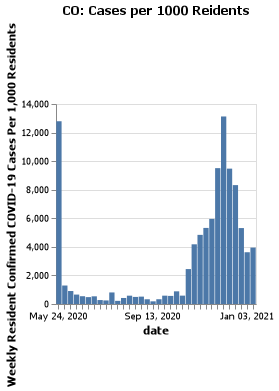 CO: Cases per 1000 Reidents
Weekly Resident Confirmed COVID-19 Cases Per 1,000 Residents
14,000
12,000
10,000
8,000
6,000
4,000
2,000
0
May 24, 2020
Sep 13, 2020
Jan 03, 2021
date